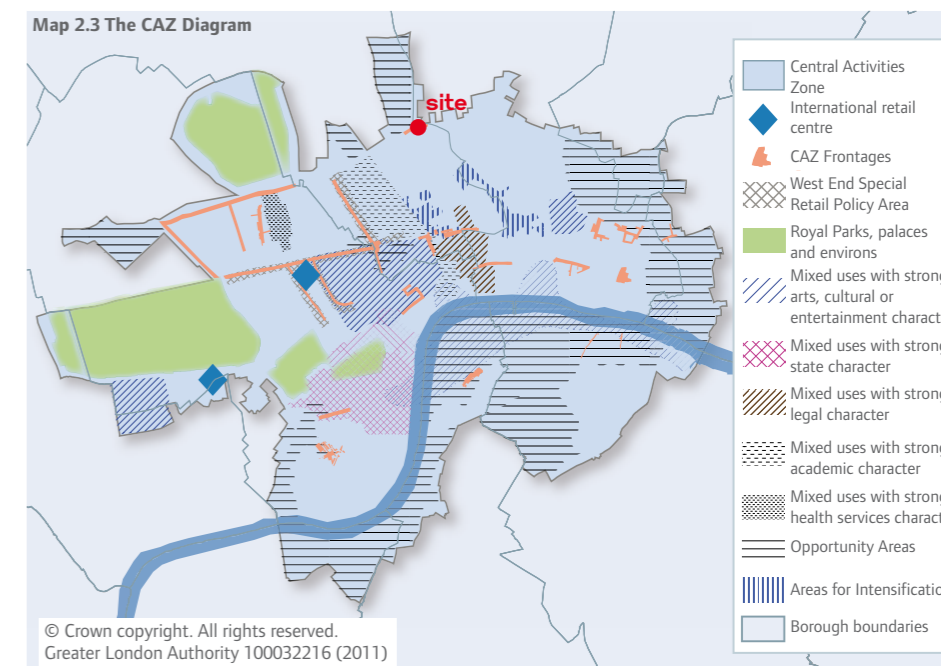 Map 2.3 The CAZ Diagram
site
Central Activities
Zone
International retail
centre
CAZ Frontages
West End Special
Retail Policy Area
Royal Parks, palaces
and environs
Mixed uses with strong
arts, cultural or
entertainment charact
Mixed uses with strong
state character
Mixed uses with strong
legal character
Mixed uses with strong
academic character
Mixed uses with strong
health services charact
Opportunity Areas
Areas for Intensificatio
Borough boundaries
© Crown copyright. All rights reserved.
Greater London Authority 100032216 (2011)